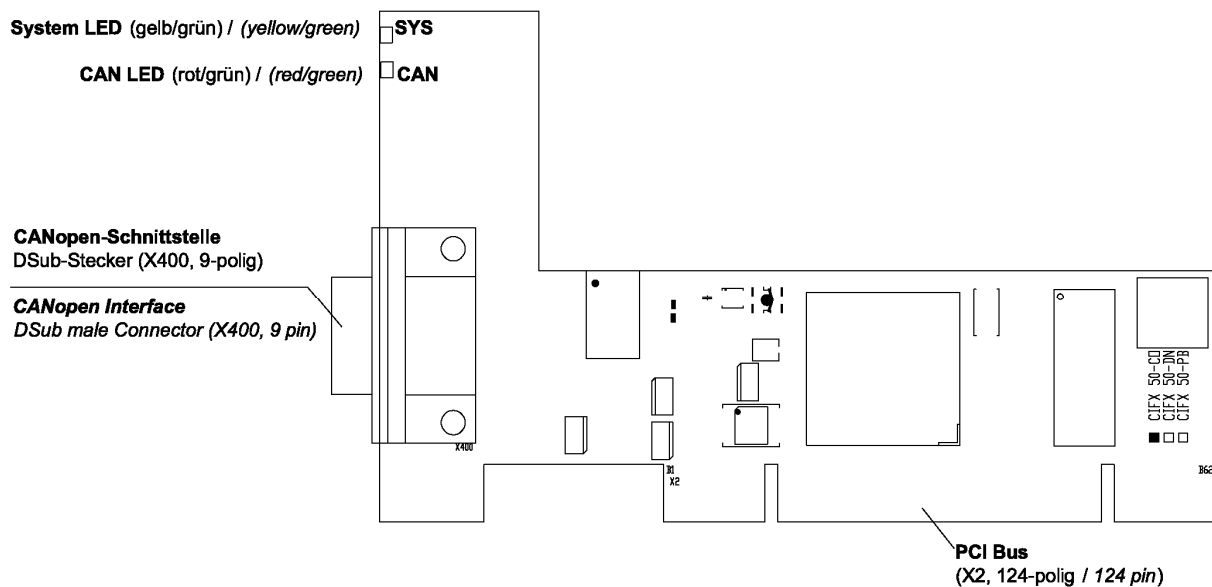 System LED (gelb/grün) / (yellow/green) SYS
CAN LED (rot/grün) / (red/green) CAN
CANopen-Schnittstelle
DSub-Stecker (X400, 9-polig)
CANopen Interface
DSub male Connector (X400, 9 pin)
X400
B1
X2
CIFX 50-CO
CIFX 50-DN
CIFX 50-PB
B62
PCI Bus
(X2, 124-polig / 124 pin)